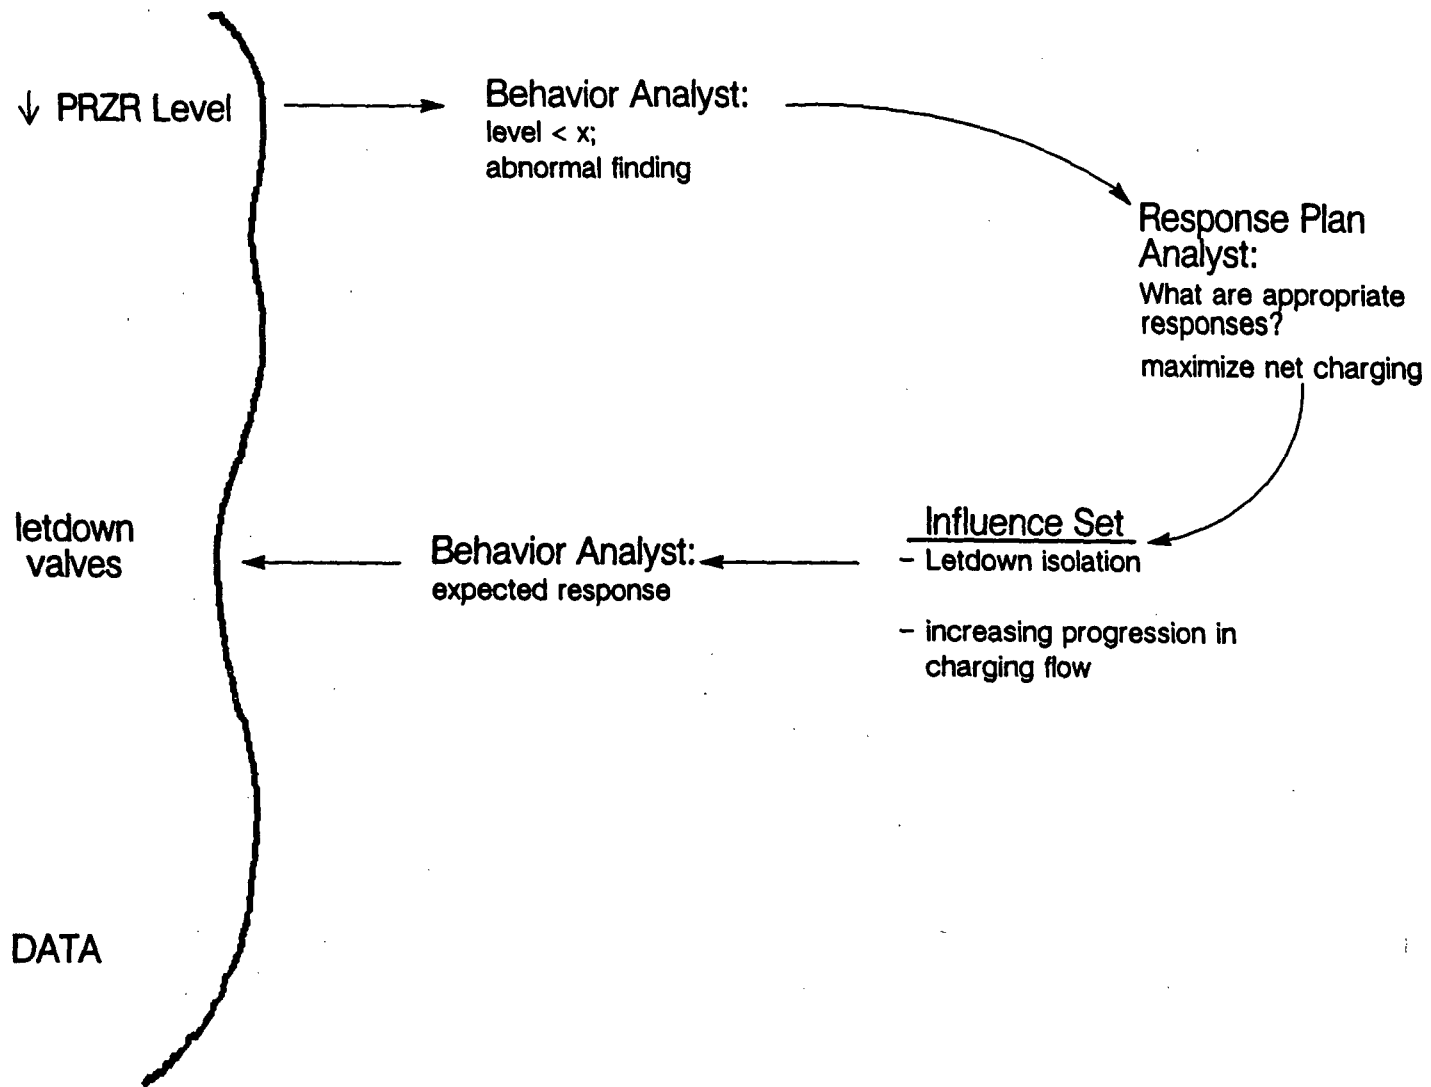 ↓ PRZR Level
Behavior Analyst:
level < x;
abnormal finding
Response Plan
Analyst:
What are appropriate
responses?
maximize net charging
Influence Set
- Letdown isolation
- increasing progression in
charging flow
Behavior Analyst:
expected response
letdown
valves
DATA